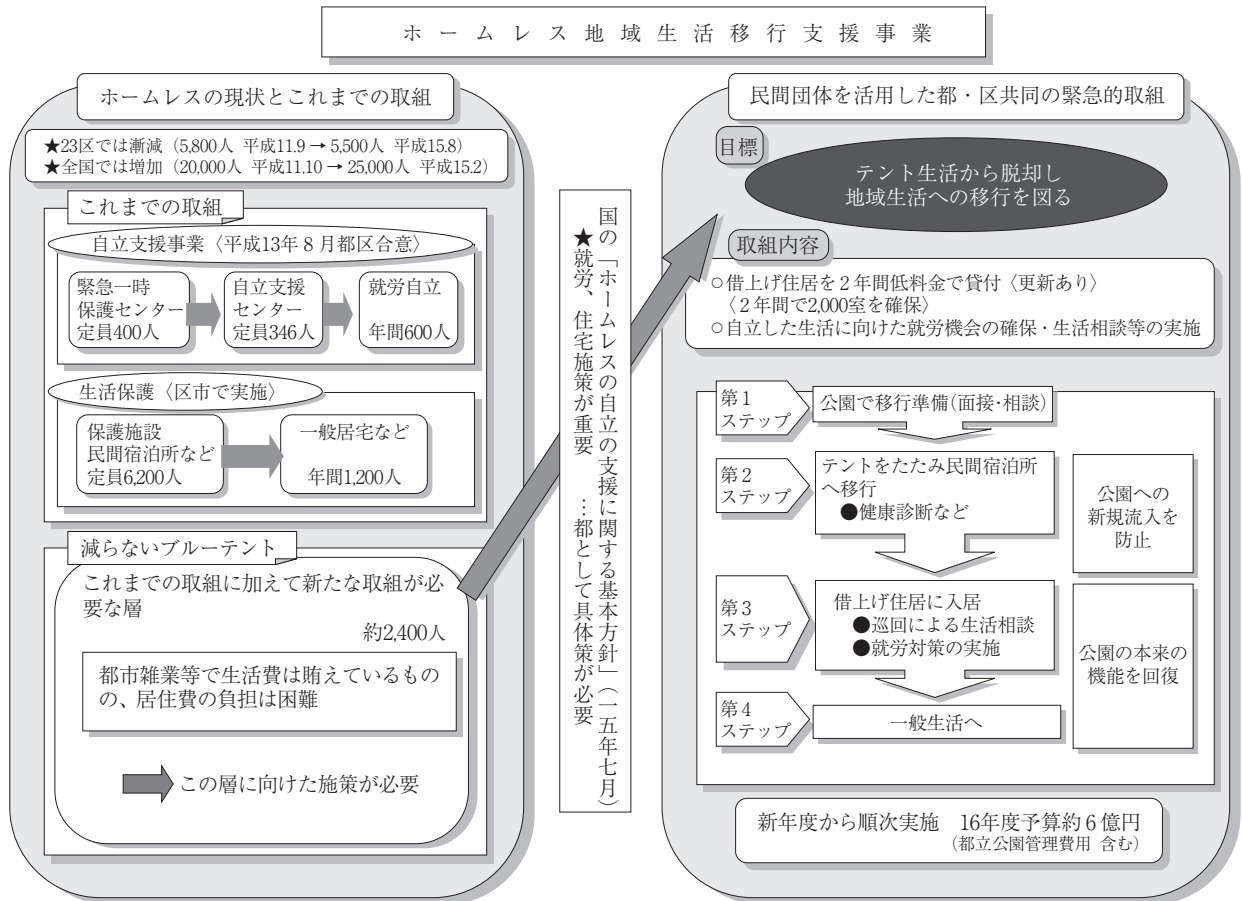 ホームレス地域生活移行支援事業
ホームレスの現状とこれまでの取組
★23区では漸減（5,800人 平成11.9 → 5,500人 平成15.8）
★全国では増加（20,000人 平成11.10 → 25,000人 平成15.2）
これまでの取組
自立支援事業〈平成13年８月都区合意〉
緊急一時
保護センター
定員400人
自立支援
センター
定員346人
就労自立
年間600人
生活保護〈区市で実施〉
保護施設
民間宿泊所など
定員6,200人
一般居宅など
年間1,200人
減らないブルーテント
これまでの取組に加えて新たな取組が必
要な層
約2,400人
都市雑業等で生活費は賄えているもの
の、居住費の負担は困難
この層に向けた施策が必要
国の「ホームレスの自立の支援に関する基本方針」（一五年七月）
★就労、住宅施策が重要　…都として具体策が必要
民間団体を活用した都・区共同の緊急的取組
目標
テント生活から脱却し
地域生活への移行を図る
取組内容
○借上げ住居を２年間低料金で貸付〈更新あり〉
〈２年間で2,000室を確保〉
○自立した生活に向けた就労機会の確保・生活相談等の実施
第１
ステップ
公園で移行準備(面接・相談)
第２
ステップ
テントをたたみ民間宿泊所
へ移行
●健康診断など
第３
ステップ
借上げ住居に入居
●巡回による生活相談
●就労対策の実施
第４
ステップ
一般生活へ
公園への
新規流入を
防止
公園の本来の
機能を回復
新年度から順次実施　16年度予算約６億円
（都立公園管理費用 含む）